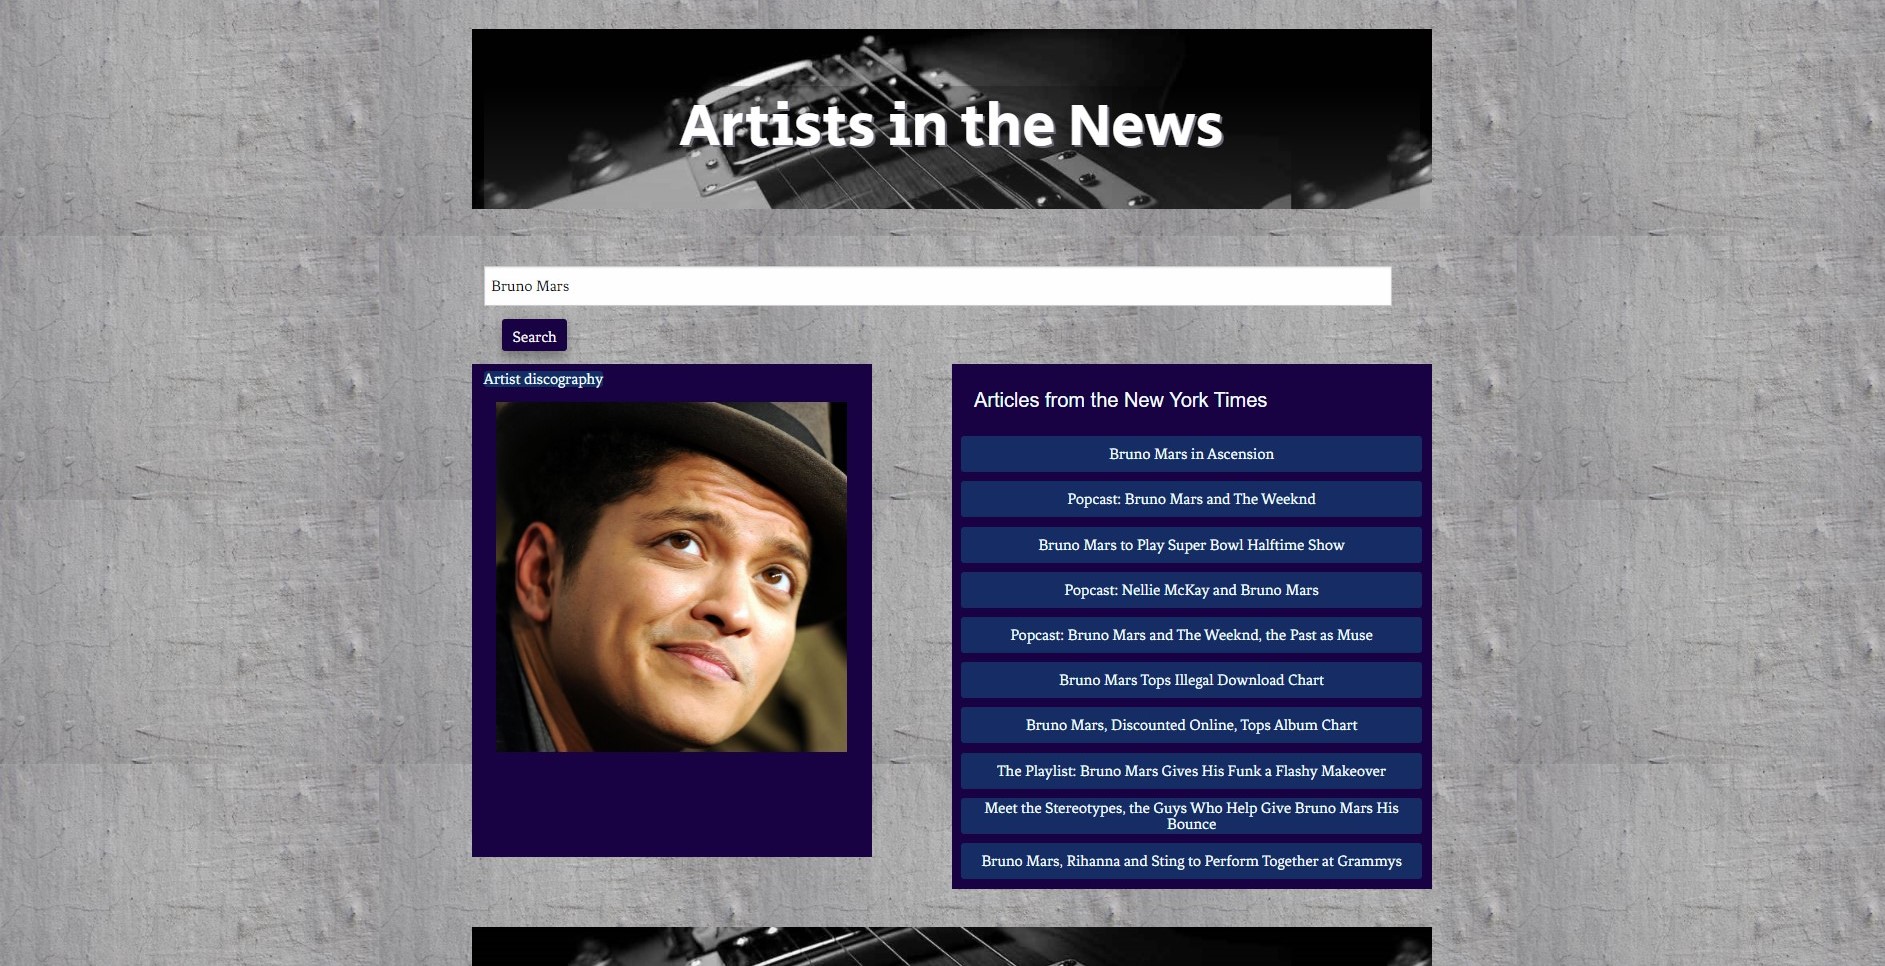 Artists in the News
Bruno Mars
Search
Artist discography
Articles from the New York Times
Bruno Mars in Ascension
Popcast: Bruno Mars and The Weeknd
Bruno Mars to Play Super Bowl Halftime Show
Popcast: Nellie McKay and Bruno Mars
Popcast: Bruno Mars and The Weeknd, the Past as Muse
Bruno Mars Tops Illegal Download Chart
Bruno Mars, Discounted Online, Tops Album Chart
The Playlist: Bruno Mars Gives His Funk a Flashy Makeover
Meet the Stereotypes, the Guys Who Help Give Bruno Mars His
Bounce
Bruno Mars, Rihanna and Sting to Perform Together at Grammys